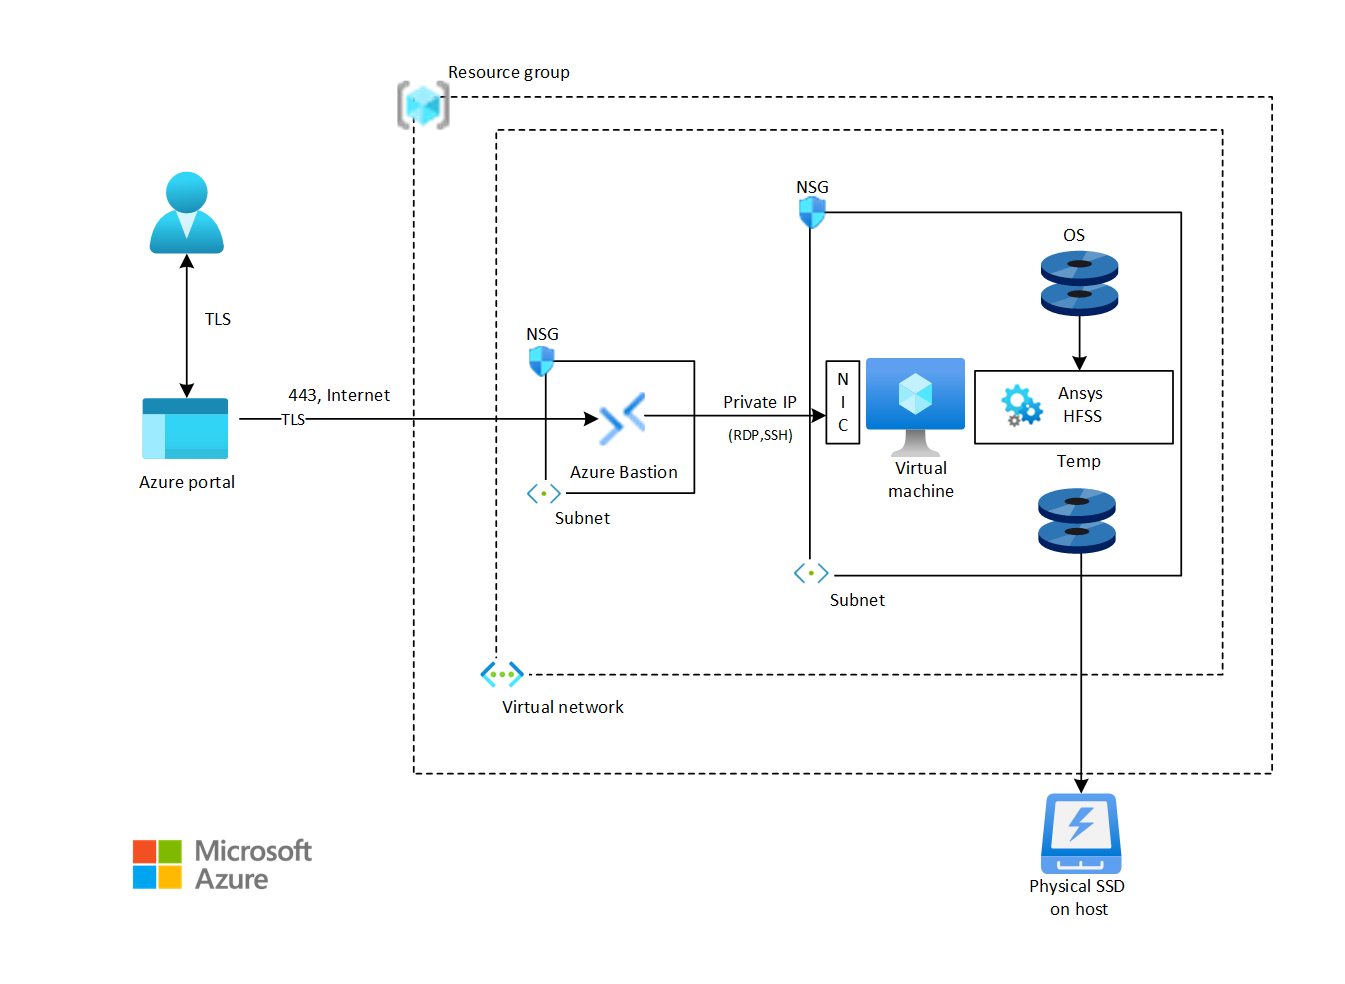 Resource group
NSG
OS
TLS
NSG
443, Internet
TLS
Private IP
(RDP,SSH)
N
I
C
Ansys
HFSS
Azure Bastion
Virtual
machine
Temp
Azure portal
Subnet
Subnet
Virtual network
Microsoft
Azure
Physical SSD
on host